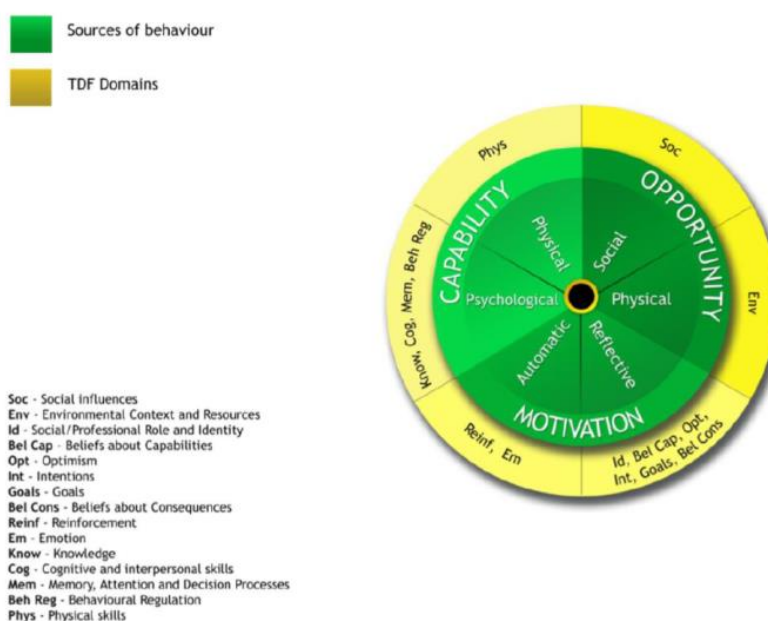 Sources of behaviour
TDF Domains
Phys
Soc
CAPABILITY
OPPORTUNITY
Physical
Social
Know, Cog, Mem, Beh Reg
Psychological
Physical
Env
Automatic
Reflective
MOTIVATION
Reinf, Em
Id, Bel Cap, Opt,
Int, Goals, Bel Cons
Soc - Social influences
Env - Environmental Context and Resources
Id - Social/Professional Role and Identity
Bel Cap - Beliefs about Capabilities
Opt - Optimism
Int - Intentions
Goals - Goals
Bel Cons - Beliefs about Consequences
Reinf - Reinforcement
Em - Emotion
Know - Knowledge
Cog - Cognitive and interpersonal skills
Mem - Memory, Attention and Decision Processes
Beh Reg - Behavioural Regulation
Phys - Physical skills